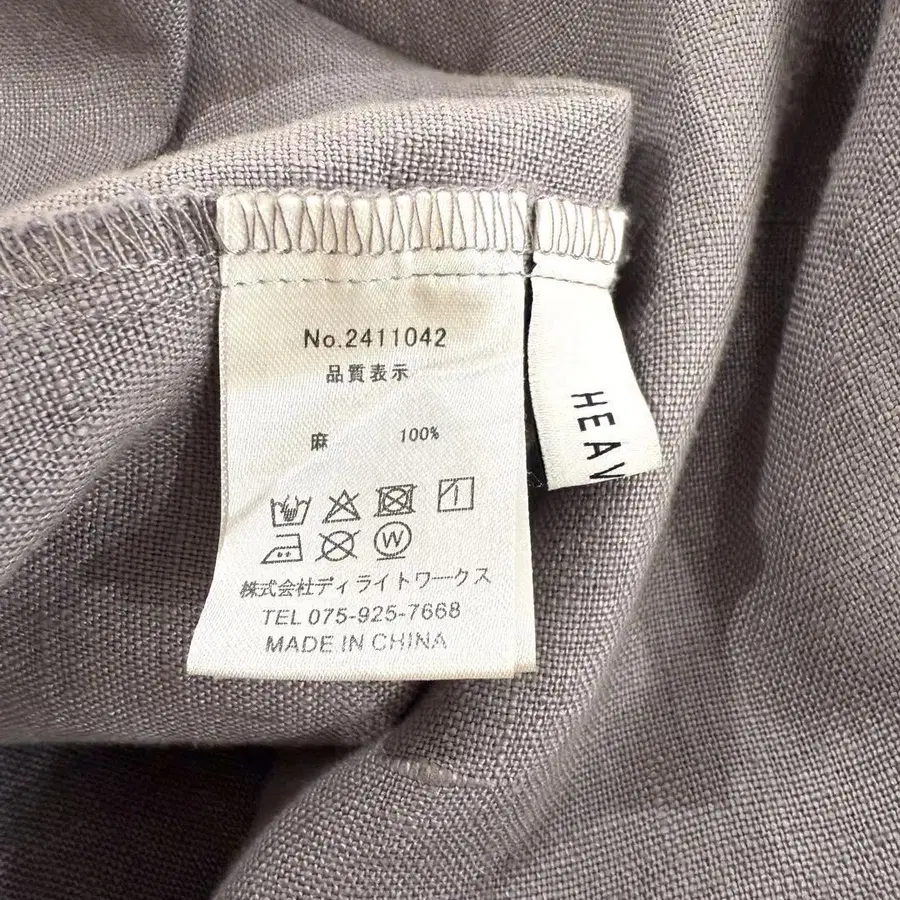 No.2411042
品質表示
麻 100%
W
株式会社ディライトワークス
TEL 075-925-7668
MADE IN CHINA
HEAV